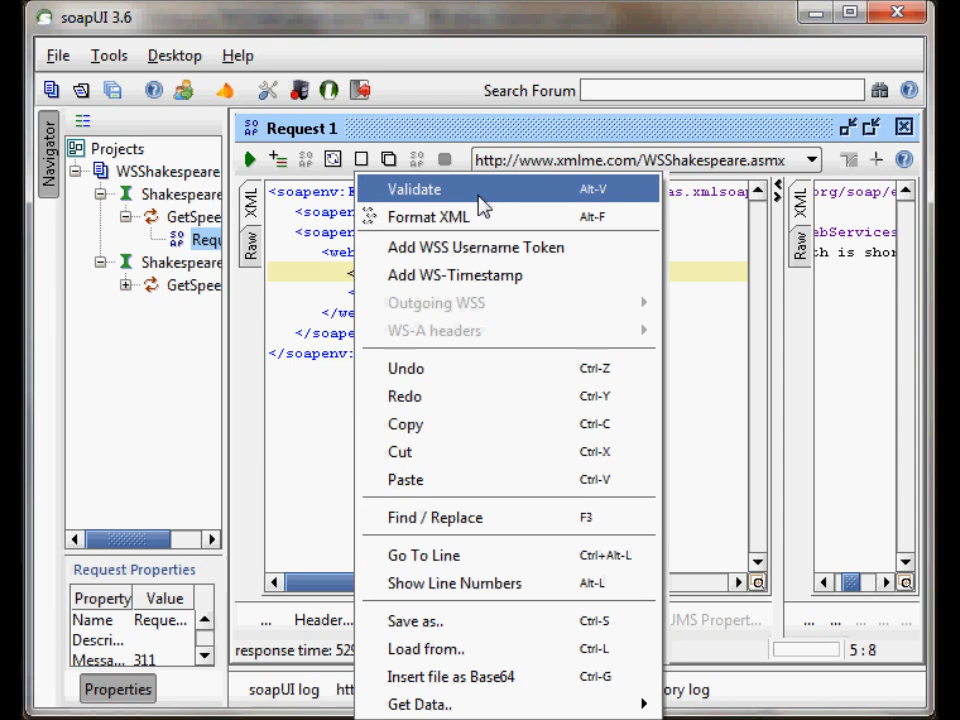 soapUI 3.6
File Tools Desktop Help
Search Forum
Navigator
Projects
WSShakespeare
Shakespeare
GetSpee
Requ
Shakespeare
GetSpee
Request Properties
Property Value
Name Reque...
Descri...
Messa... 311
Properties
Request 1
http://www.xmlme.com/WSShakespeare.asmx
XML
Raw
<soapenv:E
<soapen
<soapen
<web
<
<
</we
</soape
</soapenv:
as.xmlsoap
Validate Alt-V
Format XML Alt-F
Add WSS Username Token
Add WS-Timestamp
Outgoing WSS
WS-A headers
Undo Ctrl-Z
Redo Ctrl-Y
Copy Ctrl-C
Cut Ctrl-X
Paste Ctrl-V
Find / Replace F3
Go To Line Ctrl+Alt-L
Show Line Numbers Alt-L
Save as.. Ctrl-S
Load from.. Ctrl-L
Insert file as Base64 Ctrl-G
Get Data..
XML
Raw
org/soap/e
ebServices
th is shor
... Header... JMS Propert... ... ... ... ... ...
response time: 529 5:8
soapUI log htt ory log